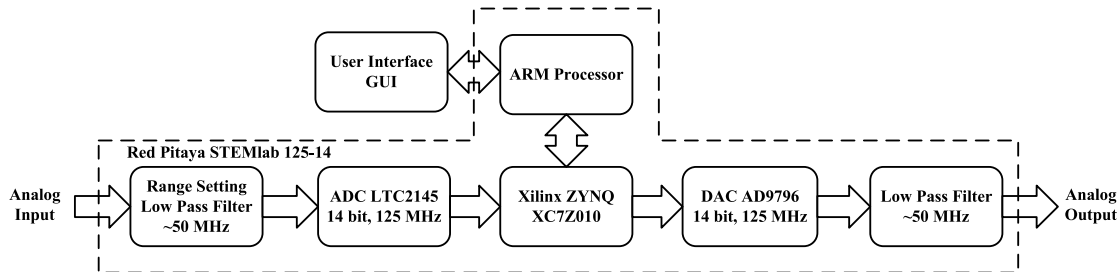 User Interface
GUI
ARM Processor
Red Pitaya STEMlab 125-14
Analog
Input
Range Setting
Low Pass Filter
~50 MHz
ADC LTC2145
14 bit, 125 MHz
Xilinx ZYNQ
XC7Z010
DAC AD9796
14 bit, 125 MHz
Low Pass Filter
~50 MHz
Analog
Output